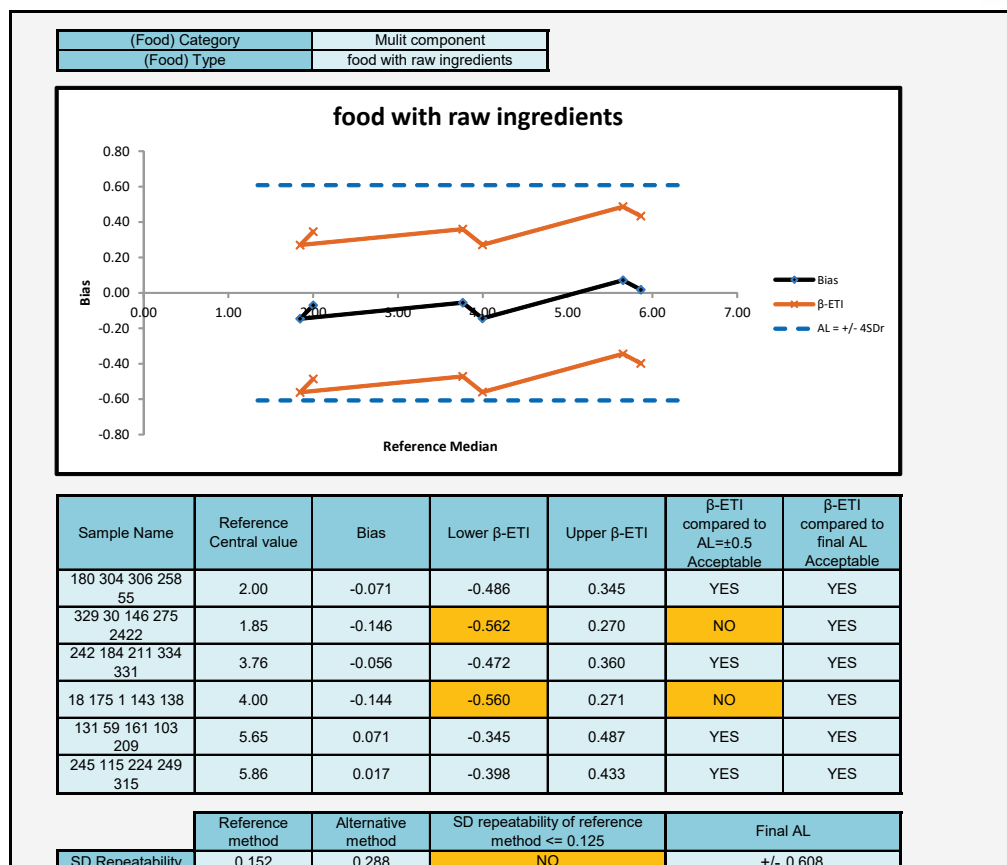 (Food) Category Mulit component
(Food) Type food with raw ingredients
food with raw ingredients
0.80
0.60
0.40
0.20
0.00
-0.20
-0.40
-0.60
-0.80
0.00 1.00 2.00 3.00 4.00 5.00 6.00 7.00
Bias
Reference Median
Bias
β-ETI
AL = +/- 4SDr
Sample Name Reference Central value Bias Lower β-ETI Upper β-ETI β-ETI compared to AL=±0.5 Acceptable β-ETI compared to final AL Acceptable
180 304 306 258 55 2.00 -0.071 -0.486 0.345 YES YES
329 30 146 275 2422 1.85 -0.146 -0.562 0.270 NO YES
242 184 211 334 331 3.76 -0.056 -0.472 0.360 YES YES
18 175 1 143 138 4.00 -0.144 -0.560 0.271 NO YES
131 59 161 103 209 5.65 0.071 -0.345 0.487 YES YES
245 115 224 249 315 5.86 0.017 -0.398 0.433 YES YES
Reference method Alternative method SD repeatability of reference method <= 0.125 Final AL
SD Repeatability 0.152 0.288 NO +/- 0.608